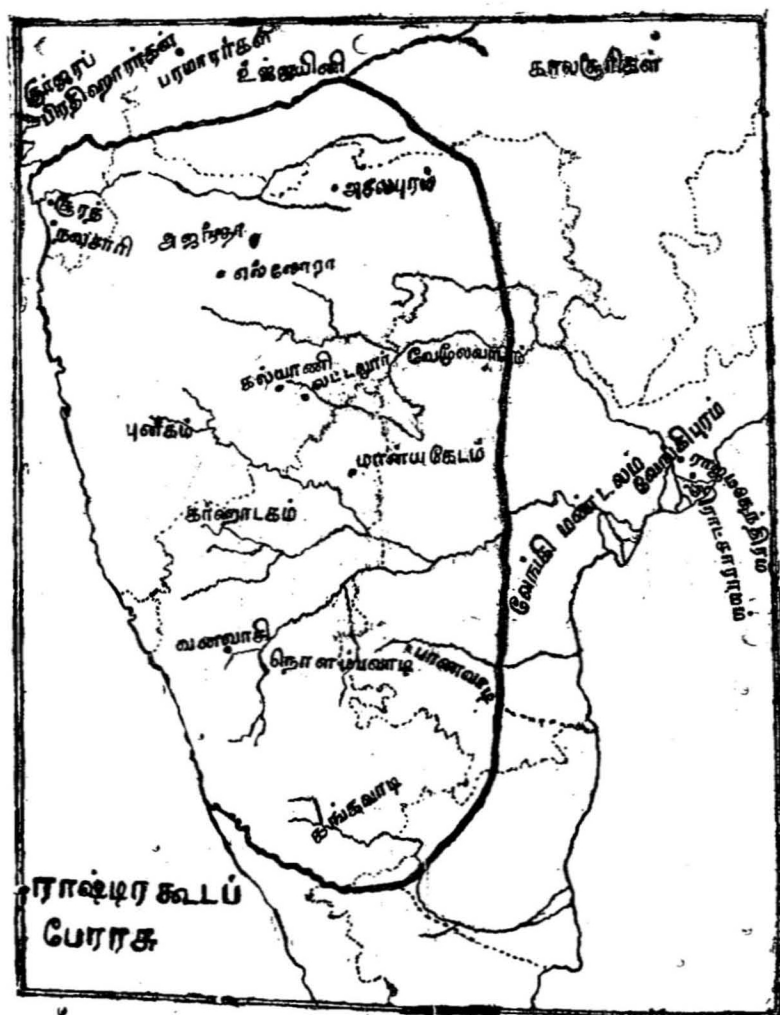 கூர்ஜரப்
பிரதிஹாரர்கள்
பரமாரர்கள்
உஜ்ஜயினி
காலசூரிகள்
அசலபுரம்
சூரத்
நவசாரி
அஜந்தா
எல்லோரா
கல்யாணி
லட்டலூர்
வேமுலவாடம்
புனிகம்
மான்யகேடம்
கர்ஹாடகம்
வேங்கி மண்டலம்
வேங்கிபுரம்
ராஜமகேந்திரம்
திராட்சாராமம்
வனவாசி
நொளம்பவாடி
பாணவாடி
கங்கவாடி
ராஷ்டிர கூடப்
பேரரசு